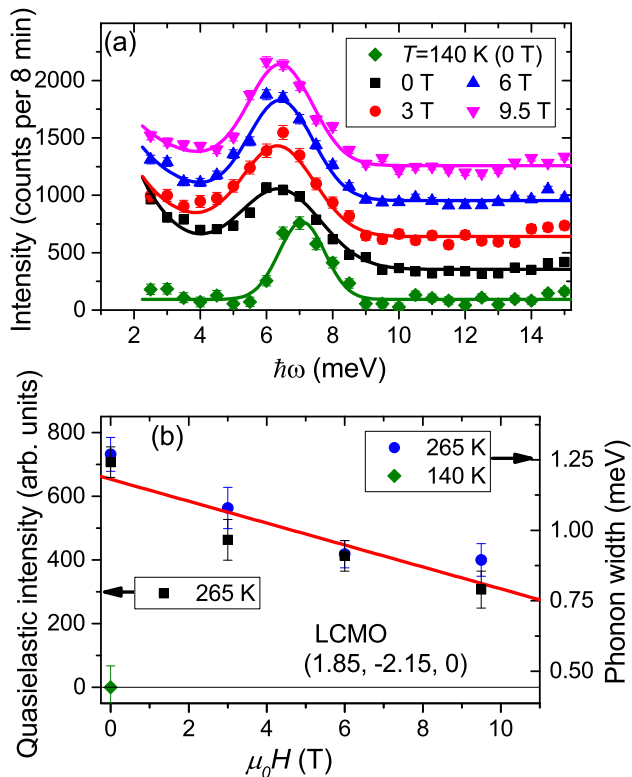 (a)
T=140 K (0 T)
0 T 6 T
3 T 9.5 T
Intensity (counts per 8 min)
2000
1500
1000
500
0
2 4 6 8 10 12 14
ħω (meV)
(b)
265 K
140 K
265 K
LCMO
(1.85, -2.15, 0)
Quasielastic intensity (arb. units)
800
600
400
300
0
Phonon width (meV)
1.25
1.00
0.75
0.50
0 2 4 6 8 10
μ₀H (T)